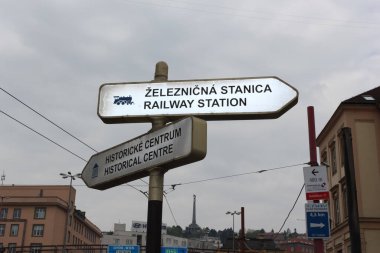 ŽELEZNIČNÁ STANICA
RAILWAY STATION
HISTORICKÉ CENTRUM
HISTORICAL CENTRE